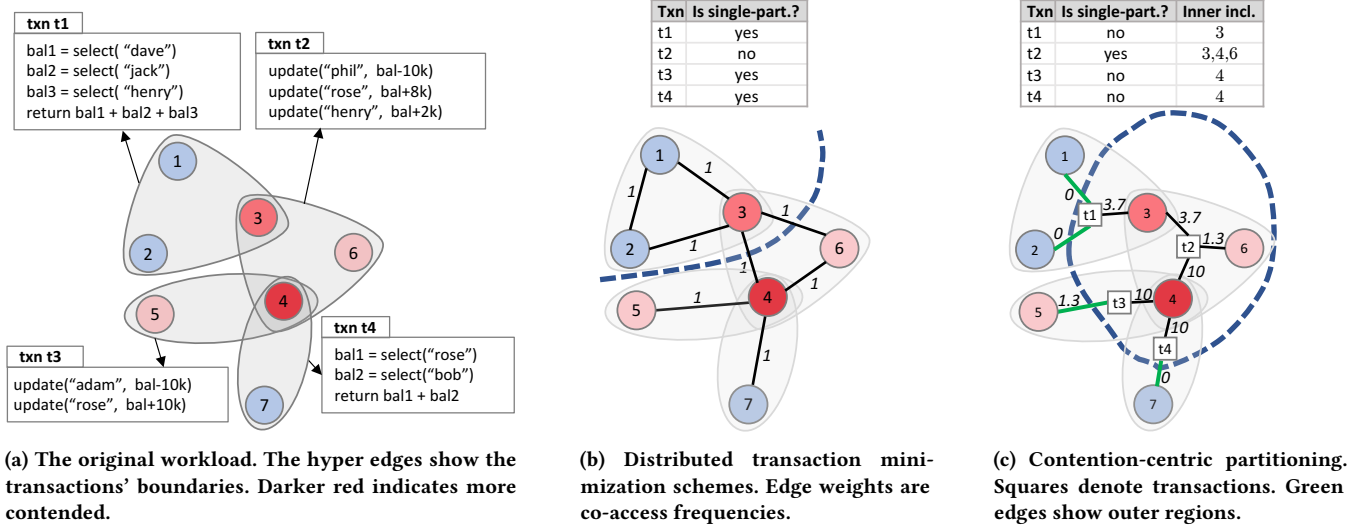 txn t1
bal1 = select( “dave”)
bal2 = select( “jack”)
bal3 = select( “henry”)
return bal1 + bal2 + bal3
txn t2
update(“phil”, bal-10k)
update(“rose”, bal+8k)
update(“henry”, bal+2k)
1
2
3
6
5
4
7
txn t3
update(“adam”, bal-10k)
update(“rose”, bal+10k)
txn t4
bal1 = select(“rose”)
bal2 = select(“bob”)
return bal1 + bal2
(a) The original workload. The hyper edges show the
transactions’ boundaries. Darker red indicates more
contended.
Txn Is single-part.?
t1 yes
t2 no
t3 yes
t4 yes
1
1
1
3
1
2
1
6
1
1
4
5
1
1
7
(b) Distributed transaction mini-
mization schemes. Edge weights are
co-access frequencies.
Txn Is single-part.? Inner incl.
t1 no 3
t2 yes 3,4,6
t3 no 4
t4 no 4
1
0
t1
3.7
3
3.7
2
0
t2
1.3
6
10
5
1.3
t3
10
4
10
t4
0
7
(c) Contention-centric partitioning.
Squares denote transactions. Green
edges show outer regions.